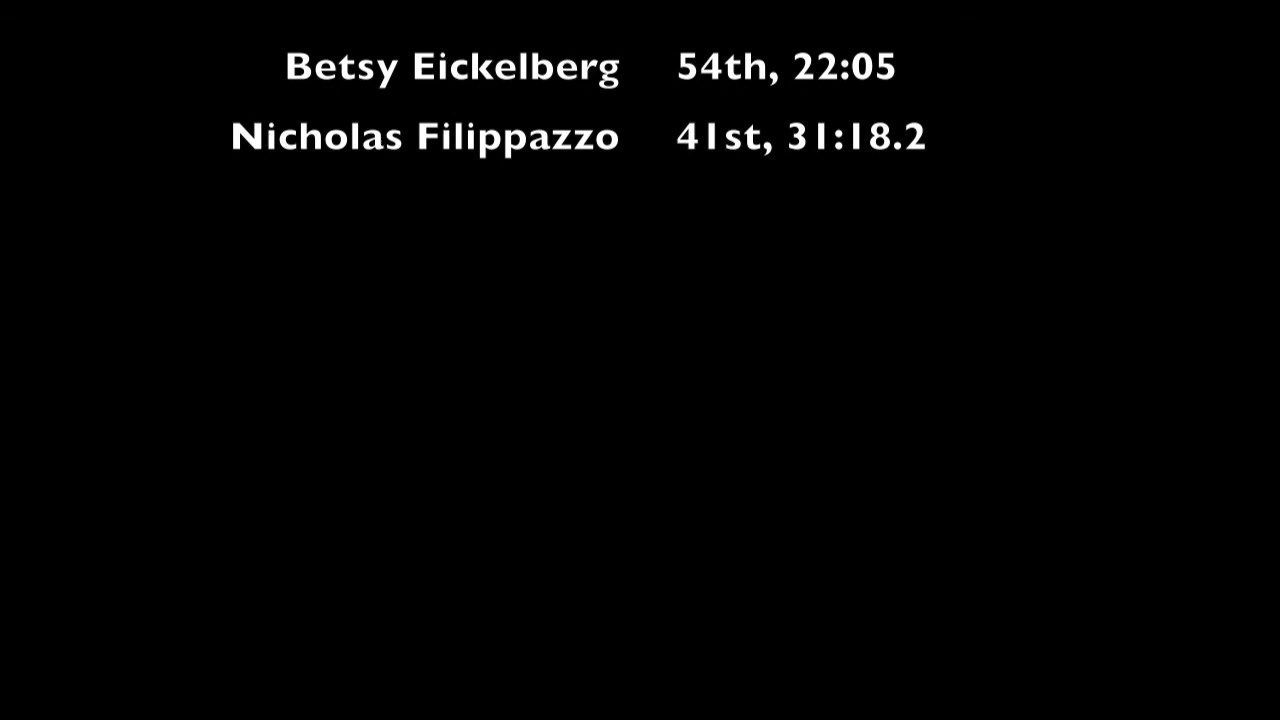 Betsy Eickelberg 54th, 22:05
Nicholas Filippazzo 41st, 31:18.2